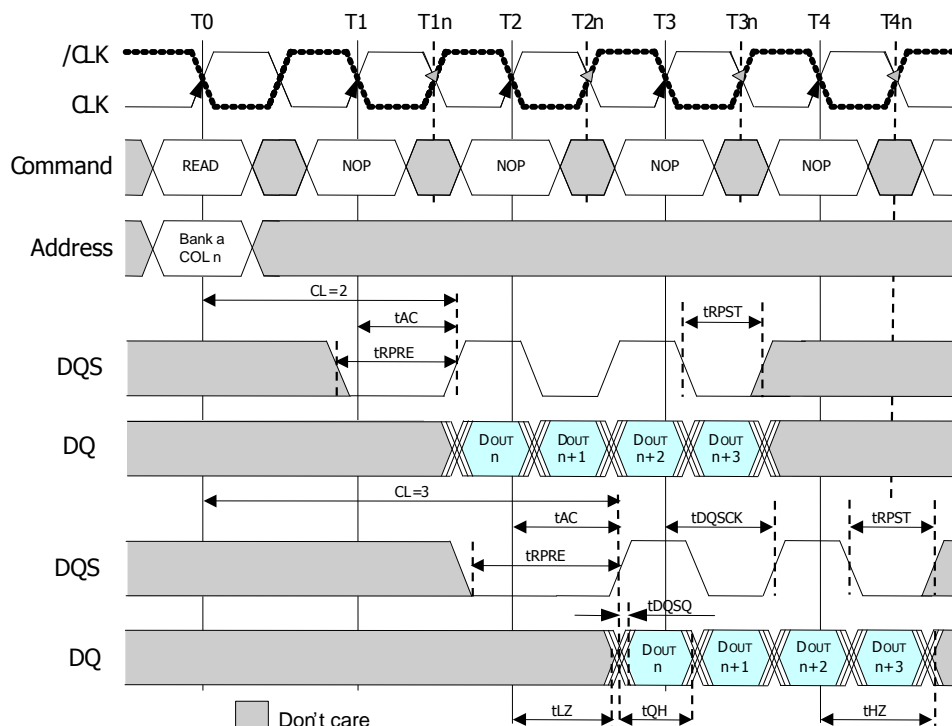 T0 T1 T1n T2 T2n T3 T3n T4 T4n
/CLK
CLK
Command READ NOP NOP NOP NOP
Address Bank a
COL n
CL=2
tAC
tRPST
tRPRE
DQS
DQ DOUT n DOUT n+1 DOUT n+2 DOUT n+3
CL=3
tAC tDQSCK tRPST
tRPRE
DQS
tDQSQ
DQ DOUT n DOUT n+1 DOUT n+2 DOUT n+3
tLZ tQH tHZ
Don't care